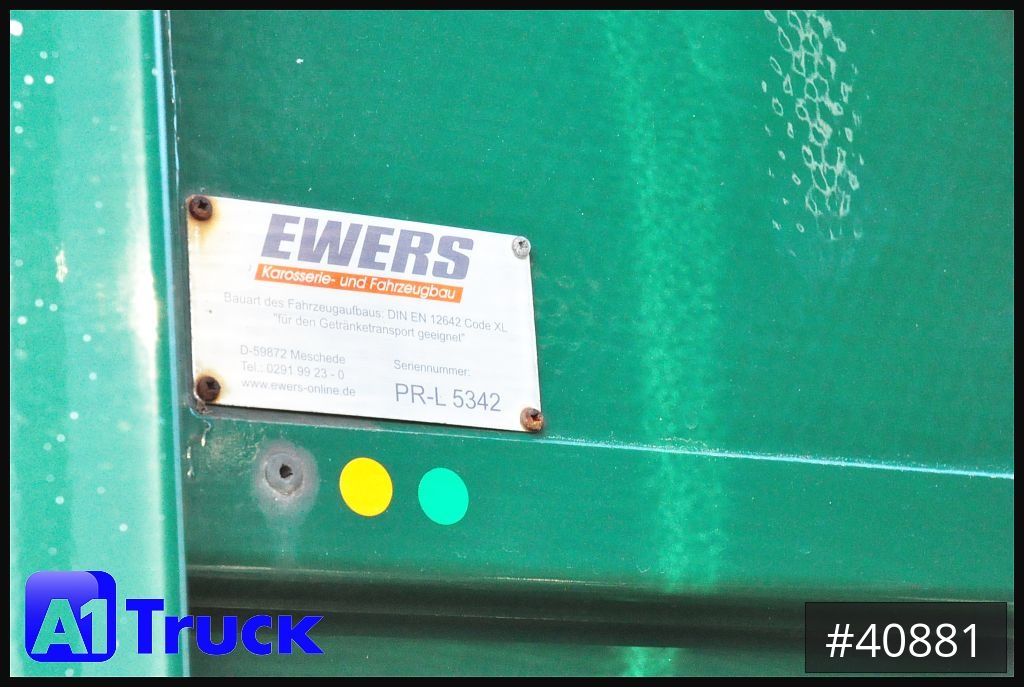 EWERS
Karosserie- und Fahrzeugbau
Bauart des Fahrzeugaufbaus: DIN EN 12642 Code XL
"für den Getränketransport geeignet"
D-59872 Meschede
Tel.: 0291 99 23 - 0
www.ewers-online.de
Seriennummer:
PR-L 5342
A1 Truck
#40881